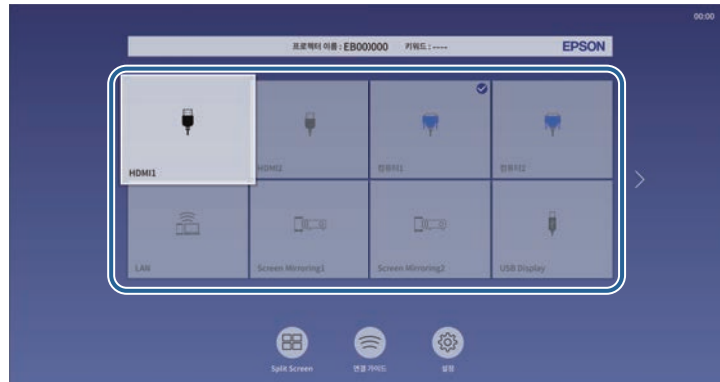 00:00
프로젝터 이름 : EB00)000 키워드 : ---- EPSON
HDMI1 HDMI2 컴퓨터1 컴퓨터2
LAN Screen Mirroring1 Screen Mirroring2 USB Display
Split Screen 연결 가이드 설정